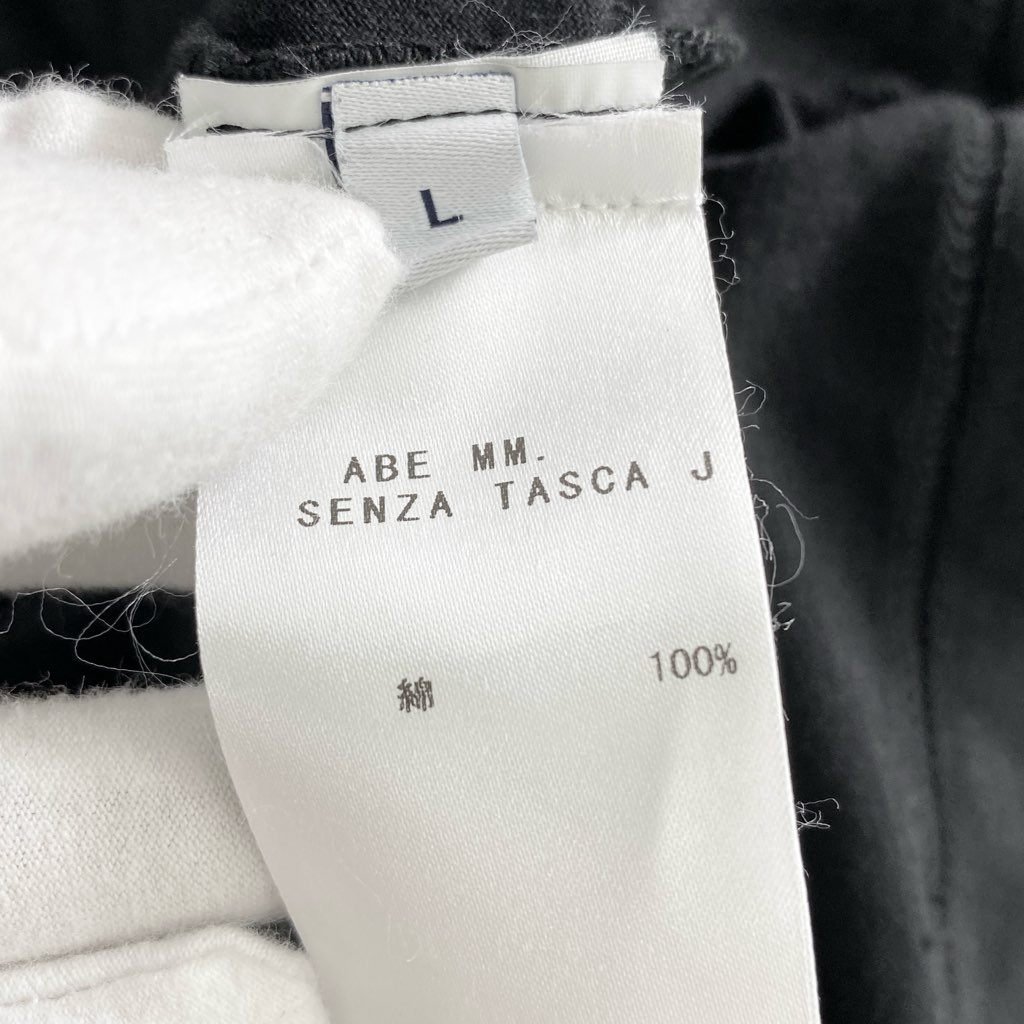 L
ABE MM.
SENZA TASCA J
綿 100%